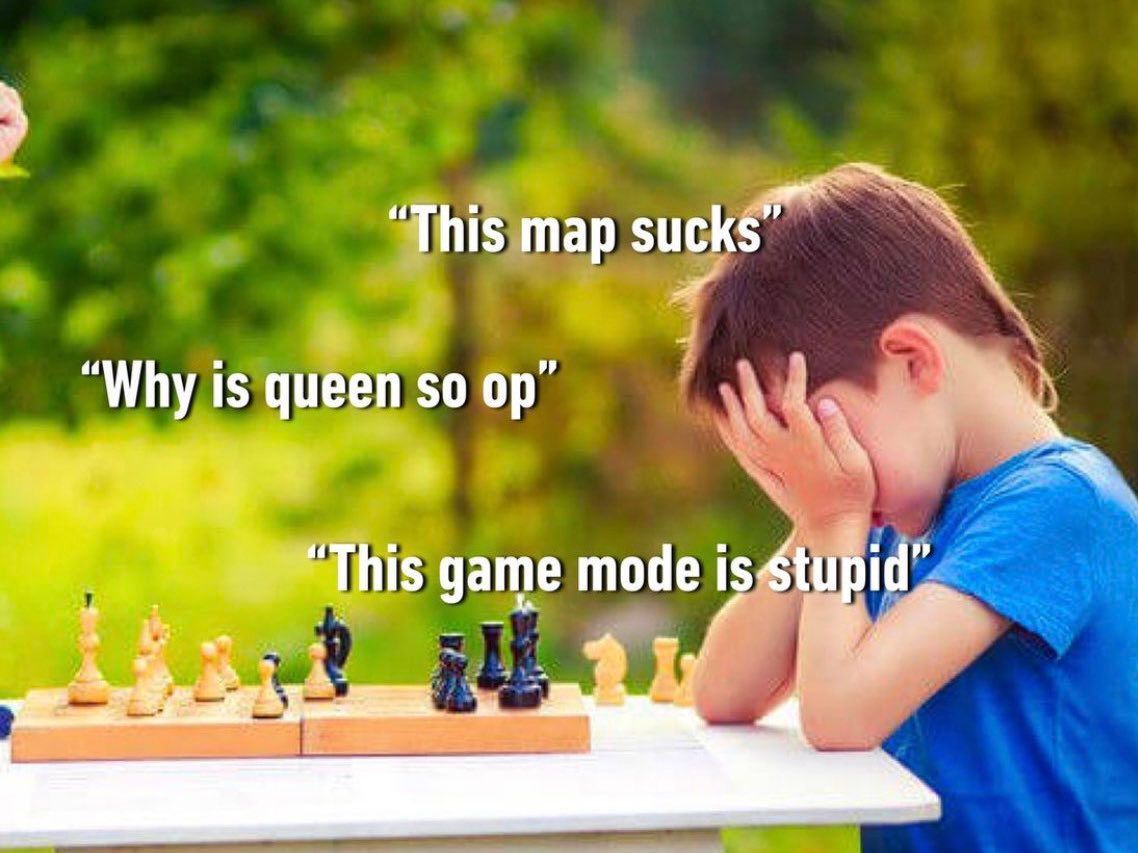 “This map sucks”
“Why is queen so op”
“This game mode is stupid”